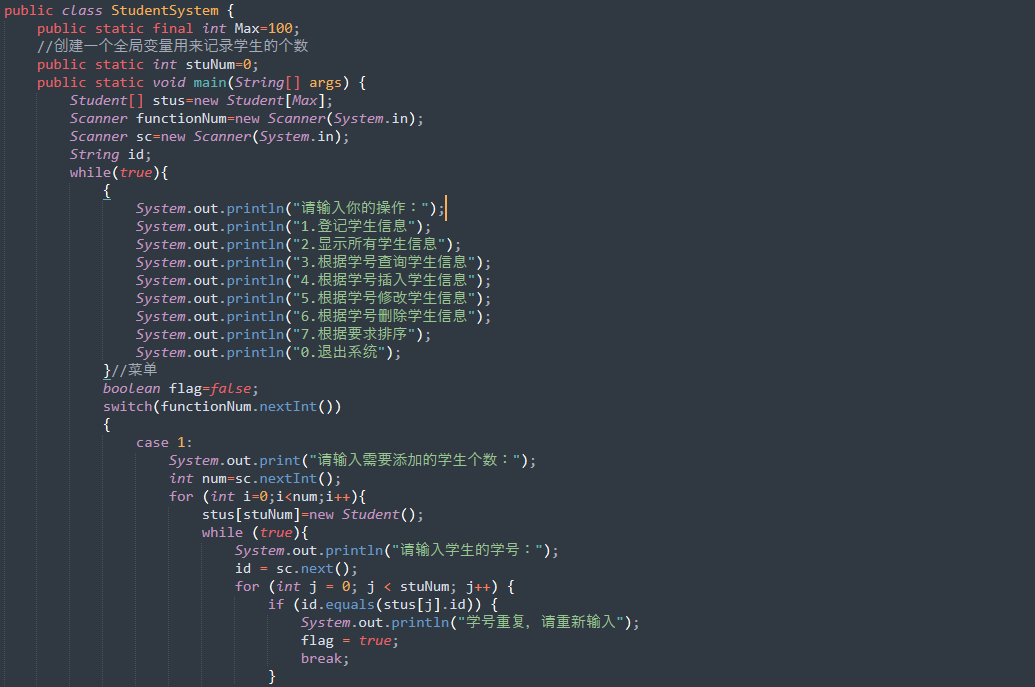 public class StudentSystem {
public static final int Max=100;
//创建一个全局变量用来记录学生的个数
public static int stuNum=0;
public static void main(String[] args) {
Student[] stus=new Student[Max];
Scanner functionNum=new Scanner(System.in);
Scanner sc=new Scanner(System.in);
String id;
while(true){
{
System.out.println("请输入你的操作：");
System.out.println("1.登记学生信息");
System.out.println("2.显示所有学生信息");
System.out.println("3.根据学号查询学生信息");
System.out.println("4.根据学号插入学生信息");
System.out.println("5.根据学号修改学生信息");
System.out.println("6.根据学号删除学生信息");
System.out.println("7.根据要求排序");
System.out.println("0.退出系统");
}//菜单
boolean flag=false;
switch(functionNum.nextInt())
{
case 1:
System.out.print("请输入需要添加的学生个数：");
int num=sc.nextInt();
for (int i=0;i<num;i++){
stus[stuNum]=new Student();
while (true){
System.out.println("请输入学生的学号：");
id = sc.next();
for (int j = 0; j < stuNum; j++) {
if (id.equals(stus[j].id)) {
System.out.println("学号重复，请重新输入");
flag = true;
break;
}